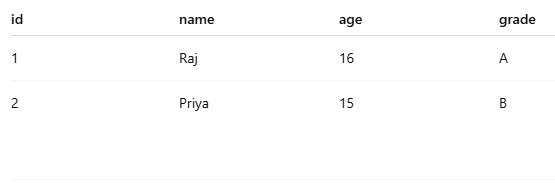 id name age grade
1 Raj 16 A
2 Priya 15 B